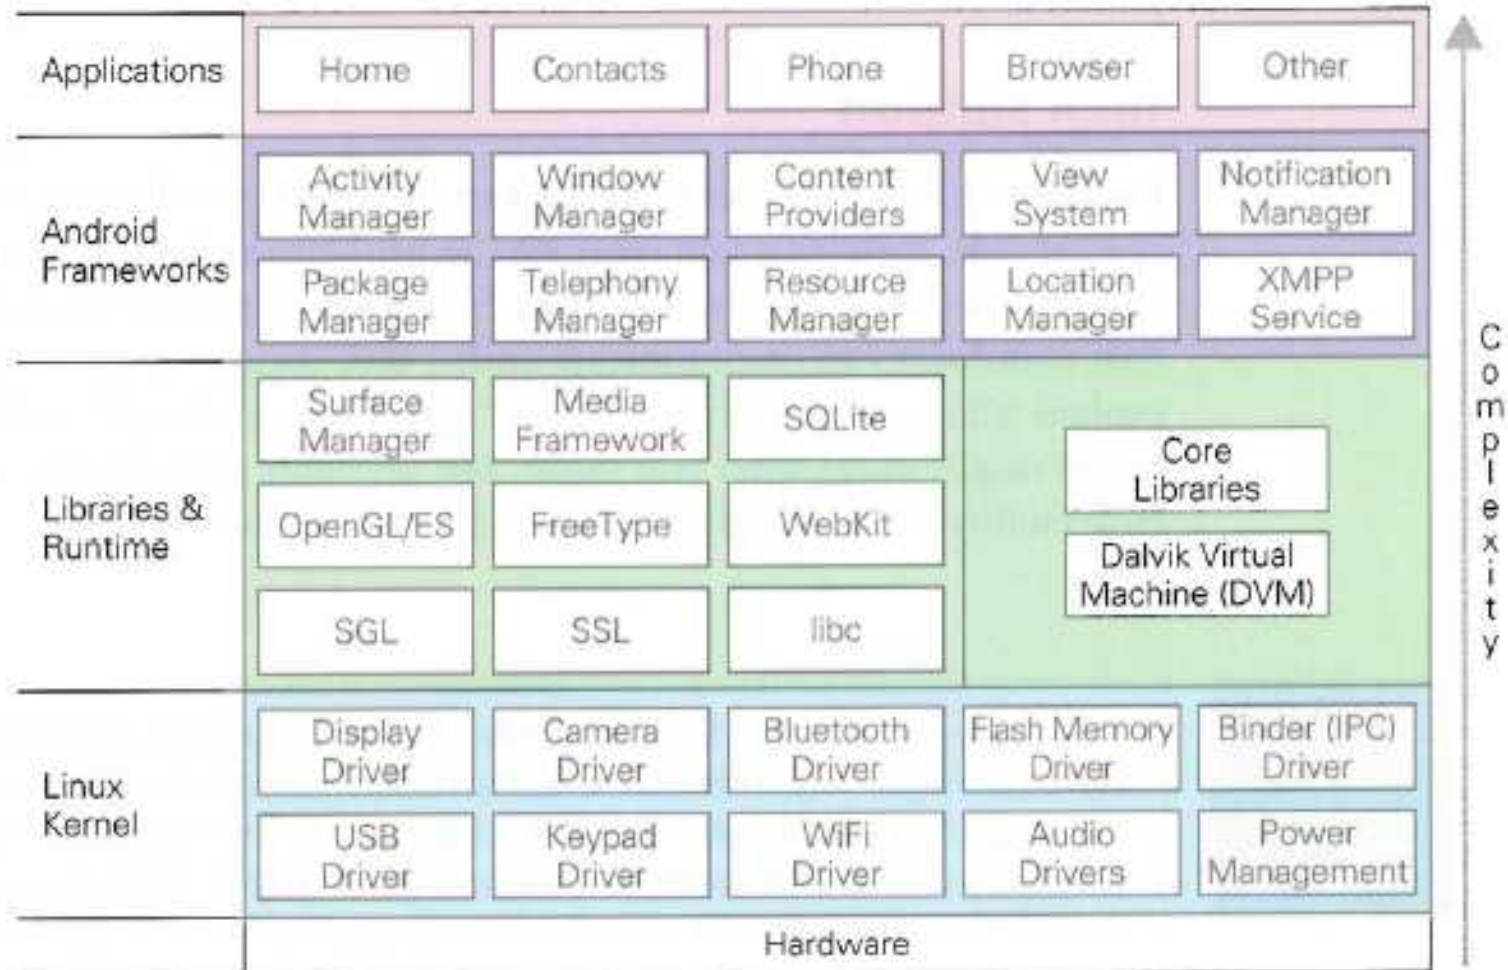 Applications
Home
Contacts
Phone
Browser
Other
Android
Frameworks
Activity
Manager
Window
Manager
Content
Providers
View
System
Notification
Manager
Package
Manager
Telephony
Manager
Resource
Manager
Location
Manager
XMPP
Service
Libraries &
Runtime
Surface
Manager
Media
Framework
SQLite
OpenGL/ES
FreeType
WebKit
SGL
SSL
libc
Core
Libraries
Dalvik Virtual
Machine (DVM)
Linux
Kernel
Display
Driver
Camera
Driver
Bluetooth
Driver
Flash Memory
Driver
Binder (IPC)
Driver
USB
Driver
Keypad
Driver
WiFi
Driver
Audio
Drivers
Power
Management
Hardware
Complexity